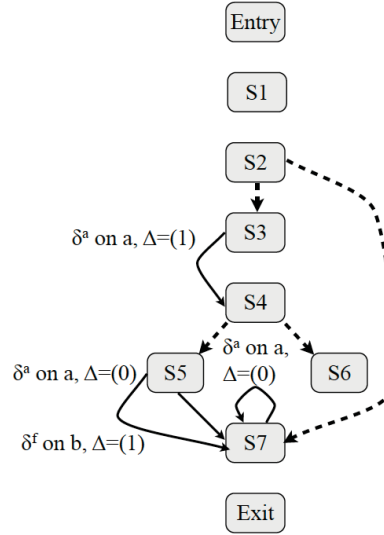 Entry
S1
S2
S3
δᵃ on a, Δ=(1)
S4
δᵃ on a,
Δ=(0)
δᵃ on a, Δ=(0)
S5
S6
δᶠ on b, Δ=(1)
S7
Exit